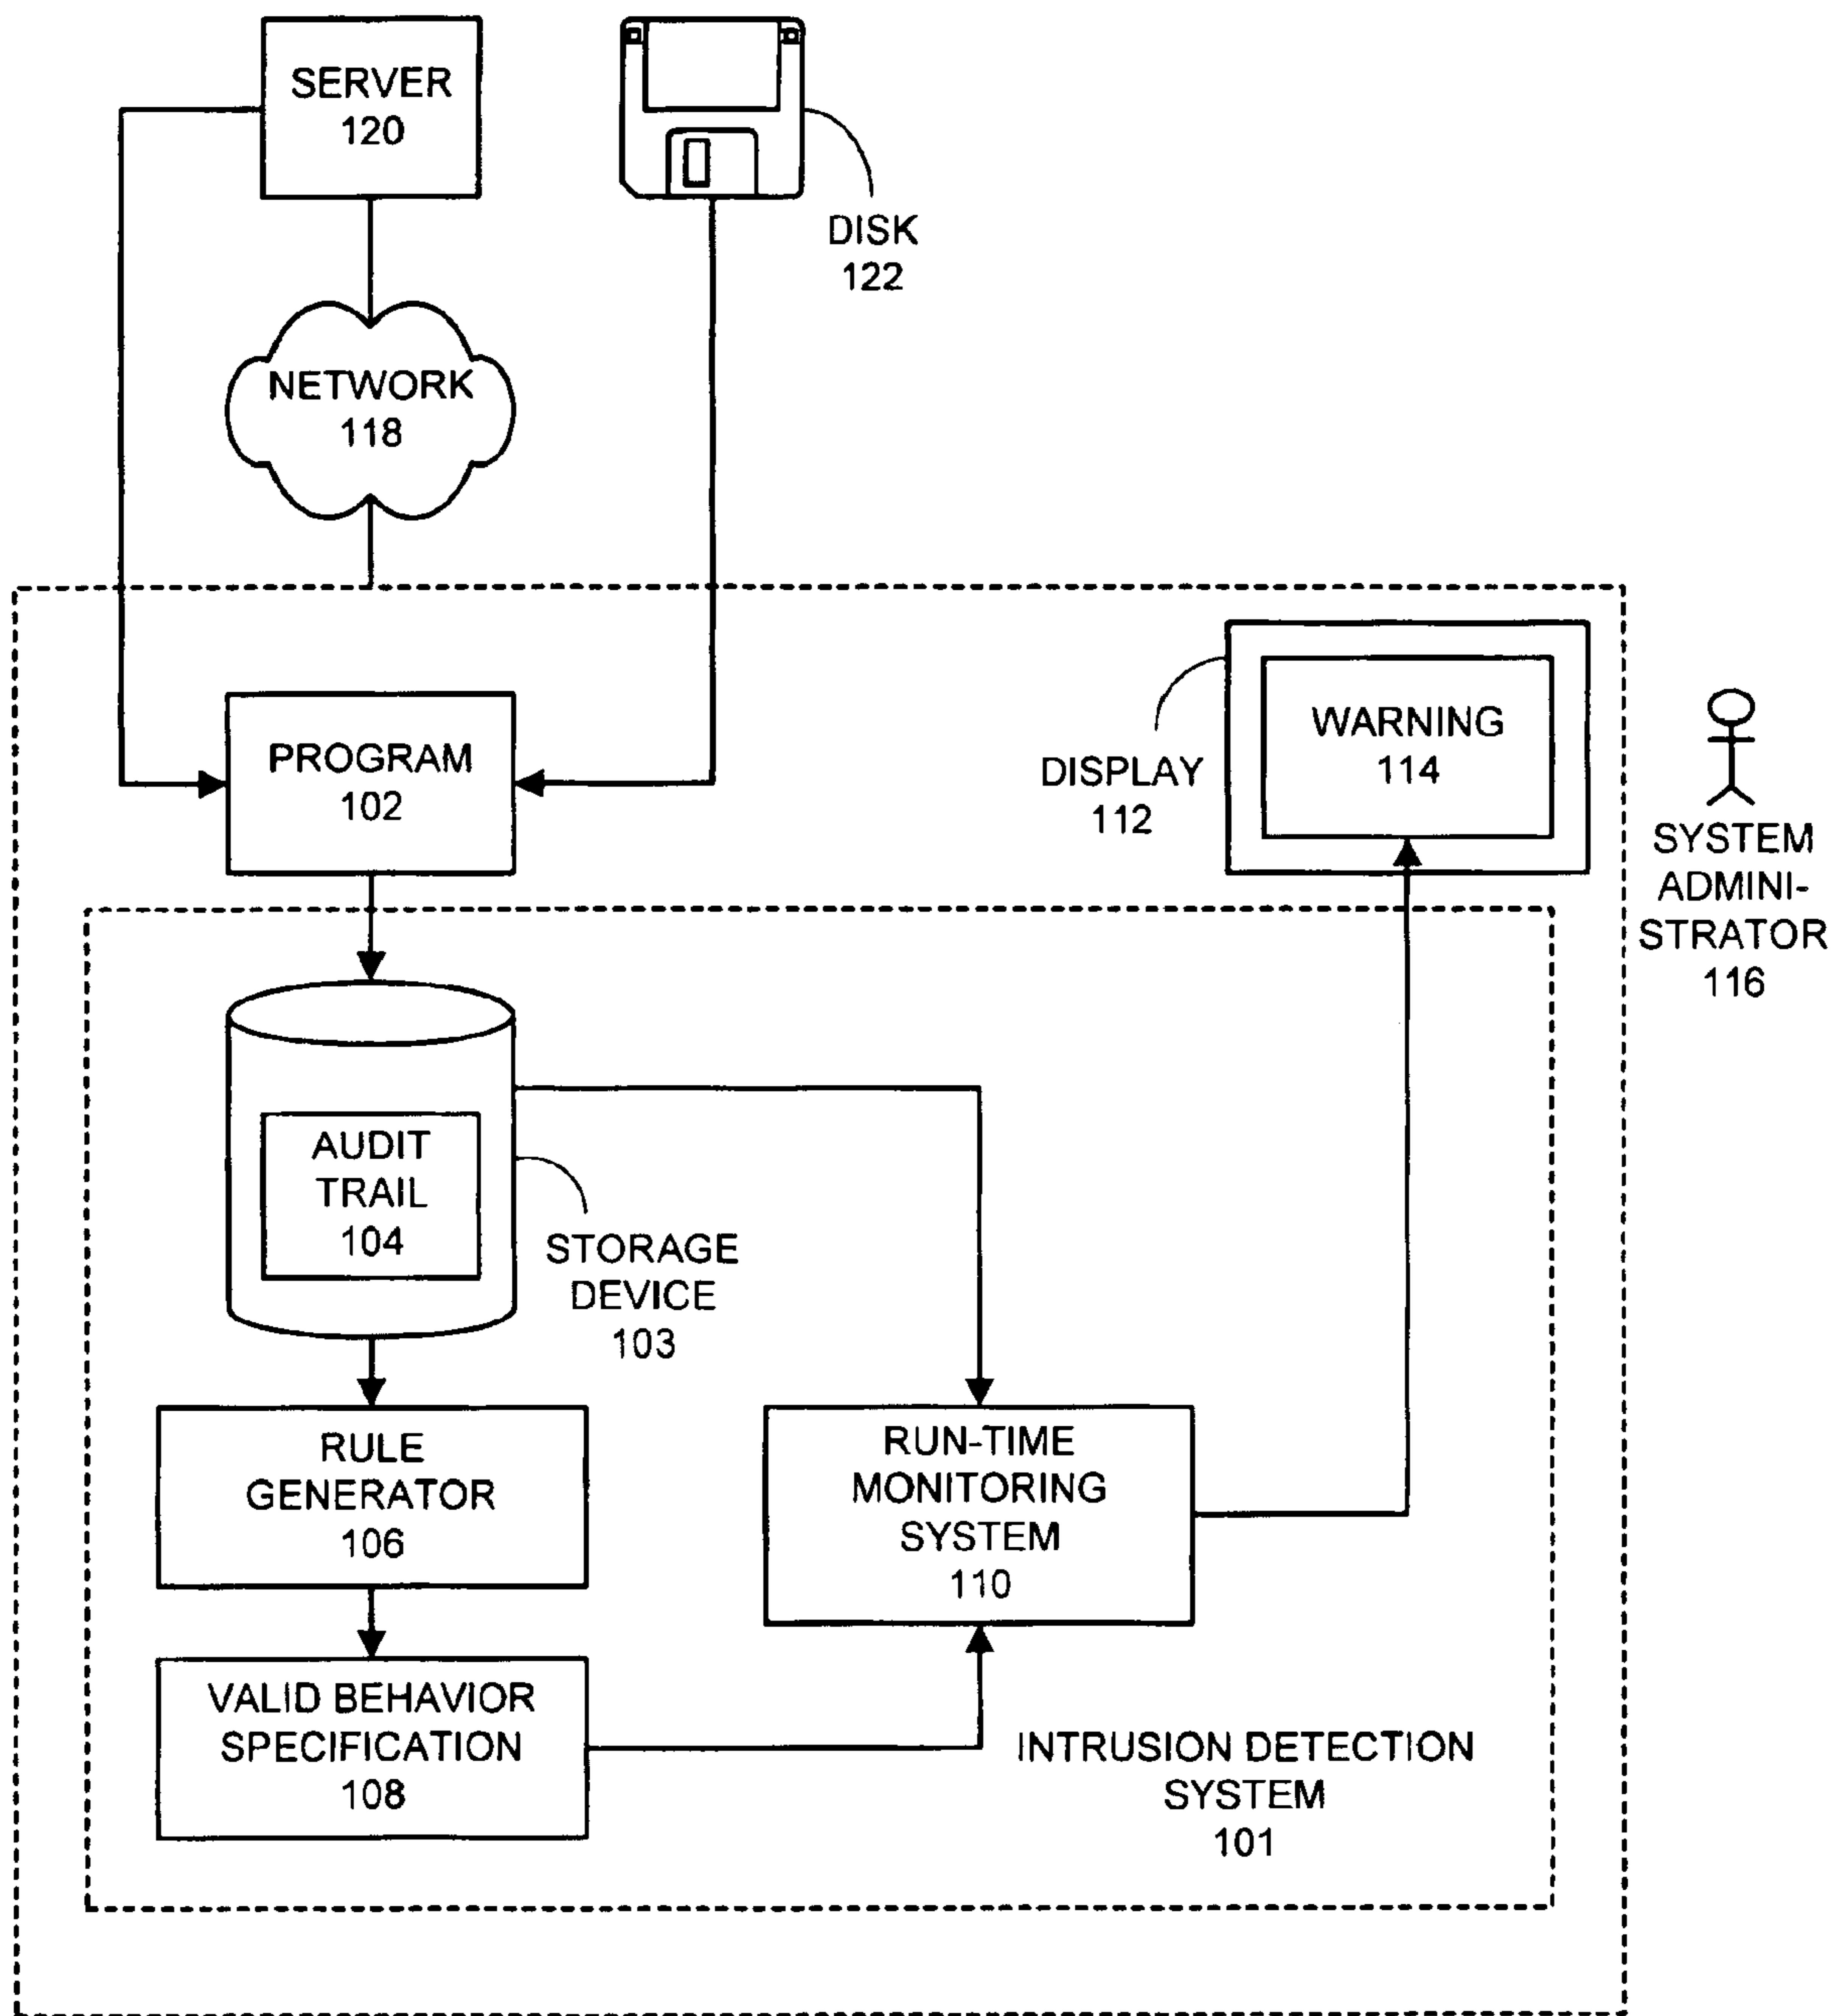 SERVER
120
DISK
122
NETWORK
118
PROGRAM
102
DISPLAY
112
WARNING
114
SYSTEM
ADMINI-
STRATOR
116
AUDIT
TRAIL
104
STORAGE
DEVICE
103
RULE
GENERATOR
106
RUN-TIME
MONITORING
SYSTEM
110
VALID BEHAVIOR
SPECIFICATION
108
INTRUSION DETECTION
SYSTEM
101